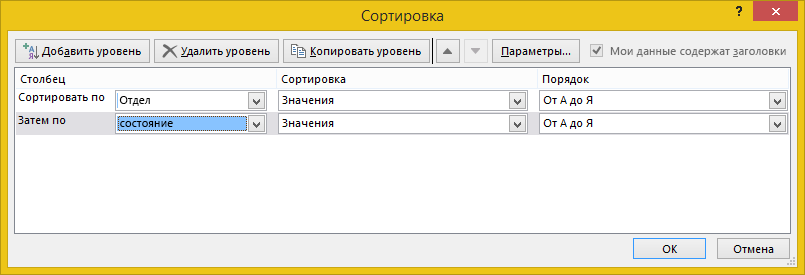 Сортировка
? ×
Добавить уровень Удалить уровень Копировать уровень Параметры... Мои данные содержат заголовки
Столбец Сортировка Порядок
Сортировать по Отдел Значения От А до Я
Затем по состояние Значения От А до Я
ОК Отмена